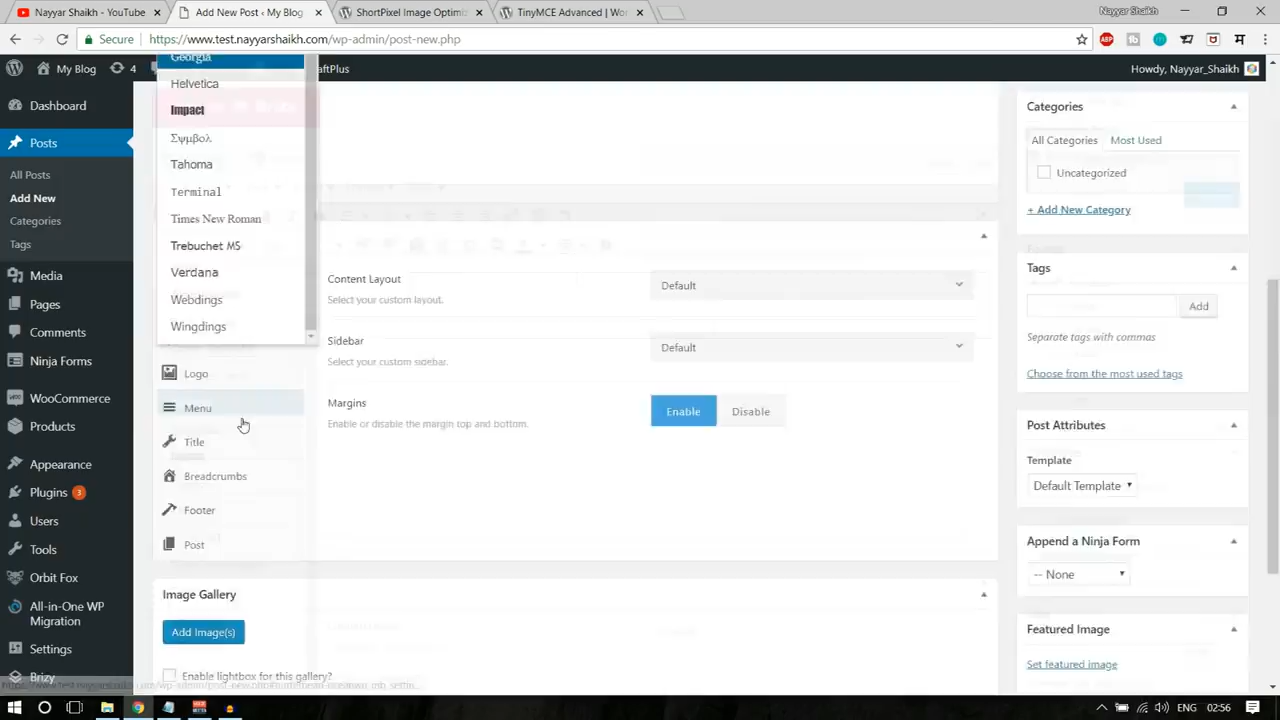 Nayyar Shaikh - YouTube
Add New Post ‹ My Blog
ShortPixel Image Optimiz
TinyMCE Advanced | Wor
Nayyar Shaikh
Secure
https://www.test.nayyarshaikh.com/wp-admin/post-new.php
ABP
My Blog
4
aftPlus
Howdy, Nayyar_Shaikh
Dashboard
Posts
All Posts
Add New
Categories
Tags
Media
Pages
Comments
Ninja Forms
WooCommerce
Products
Appearance
Plugins 3
Users
Tools
Orbit Fox
All-in-One WP
Migration
Settings
Brizy
Georgia
Helvetica
Impact
Σψμβολ
Tahoma
Terminal
Times New Roman
Trebuchet MS
Verdana
Webdings
Wingdings
Logo
Menu
Title
Breadcrumbs
Footer
Post
Content Layout
Select your custom layout.
Default
Sidebar
Select your custom sidebar.
Default
Margins
Enable or disable the margin top and bottom.
Enable
Disable
Image Gallery
Add Image(s)
Enable lightbox for this gallery?
Categories
All Categories
Most Used
Uncategorized
+ Add New Category
Tags
Add
Separate tags with commas
Choose from the most used tags
Post Attributes
Template
Default Template
Append a Ninja Form
-- None
Featured Image
Set featured image
ENG
02:56